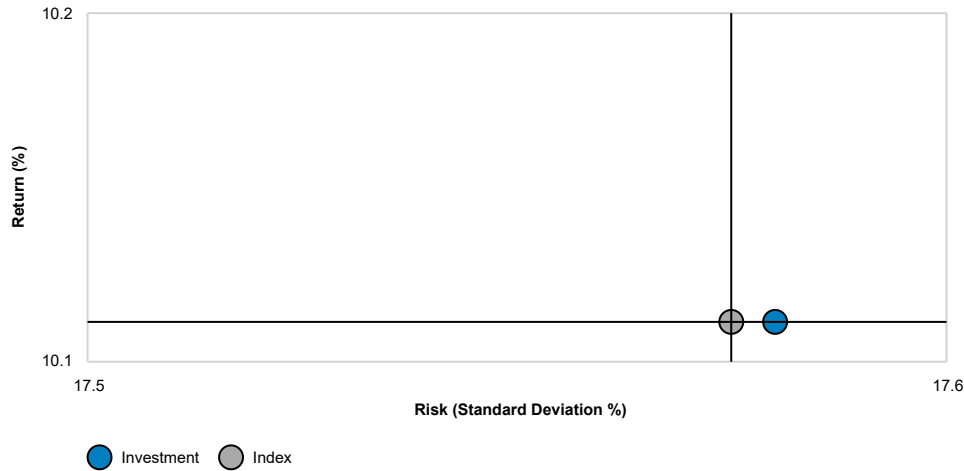 10.2
Return (%)
10.1
17.5
17.6
Risk (Standard Deviation %)
Investment
Index